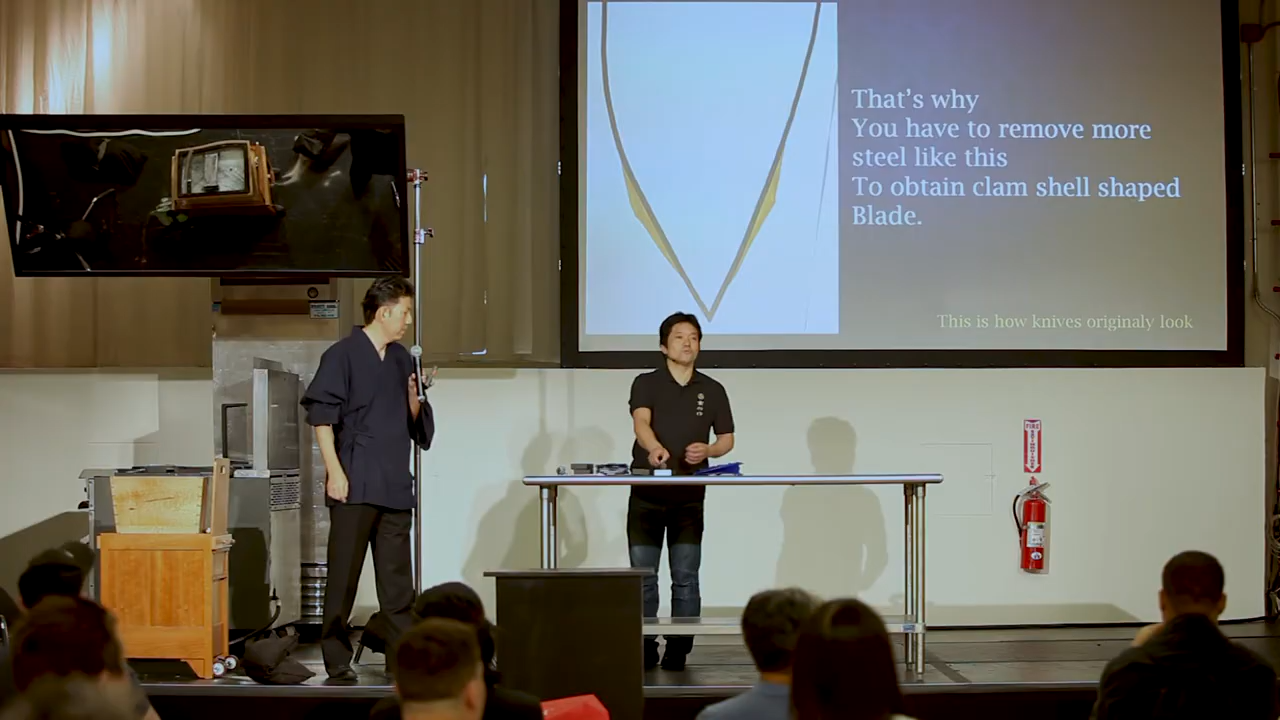 That's why
You have to remove more
steel like this
To obtain clam shell shaped
Blade.
This is how knives originaly look
FIRE